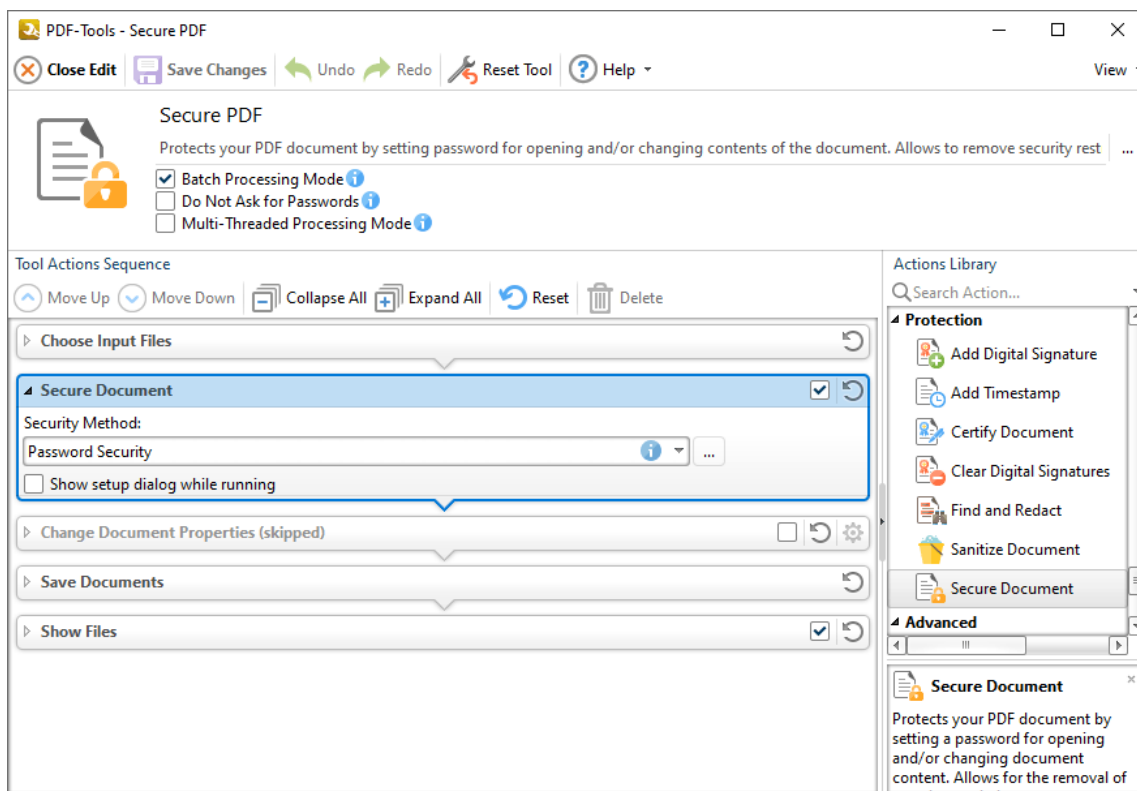 PDF-Tools - Secure PDF
Close Edit Save Changes Undo Redo Reset Tool Help View
Secure PDF
Protects your PDF document by setting password for opening and/or changing contents of the document. Allows to remove security rest ...
Batch Processing Mode
Do Not Ask for Passwords
Multi-Threaded Processing Mode
Tool Actions Sequence
Move Up Move Down Collapse All Expand All Reset Delete
Choose Input Files
Secure Document
Security Method:
Password Security ...
Show setup dialog while running
Change Document Properties (skipped)
Save Documents
Show Files
Actions Library
Search Action...
Protection
Add Digital Signature
Add Timestamp
Certify Document
Clear Digital Signatures
Find and Redact
Sanitize Document
Secure Document
Advanced
Secure Document
Protects your PDF document by
setting a password for opening
and/or changing document
content. Allows for the removal of